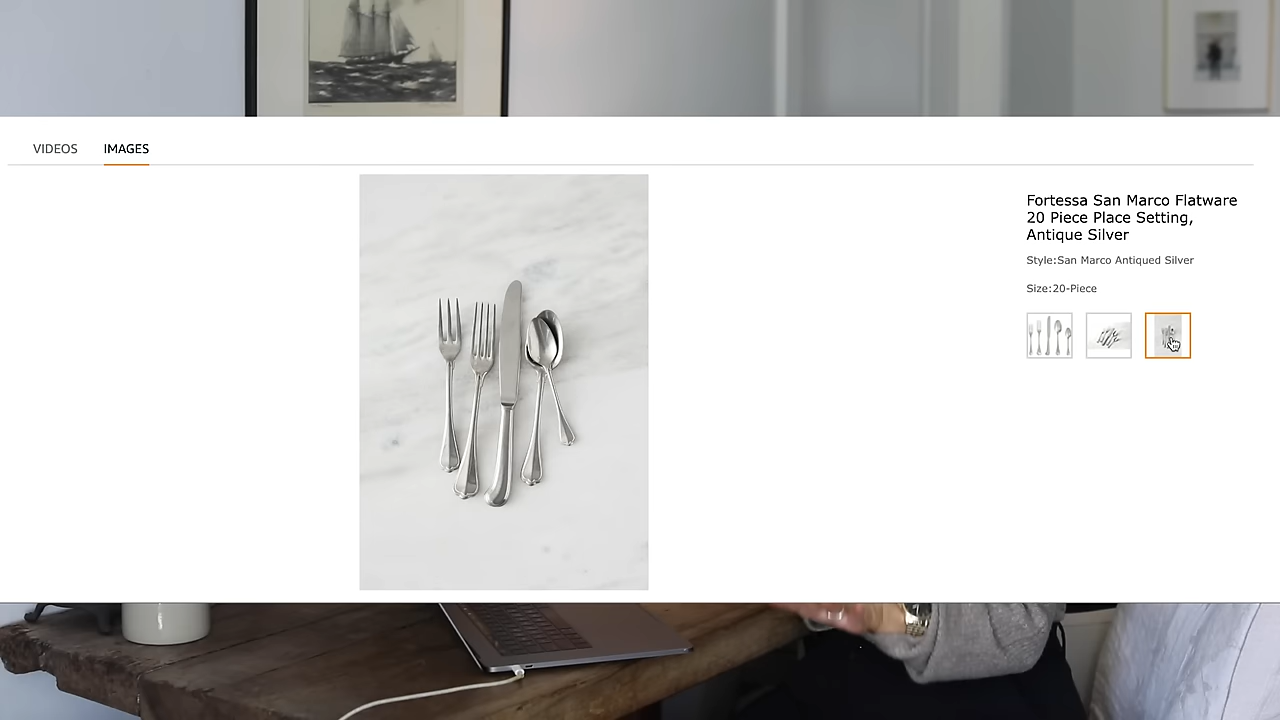 VIDEOS IMAGES
Fortessa San Marco Flatware
20 Piece Place Setting,
Antique Silver
Style:San Marco Antiqued Silver
Size:20-Piece